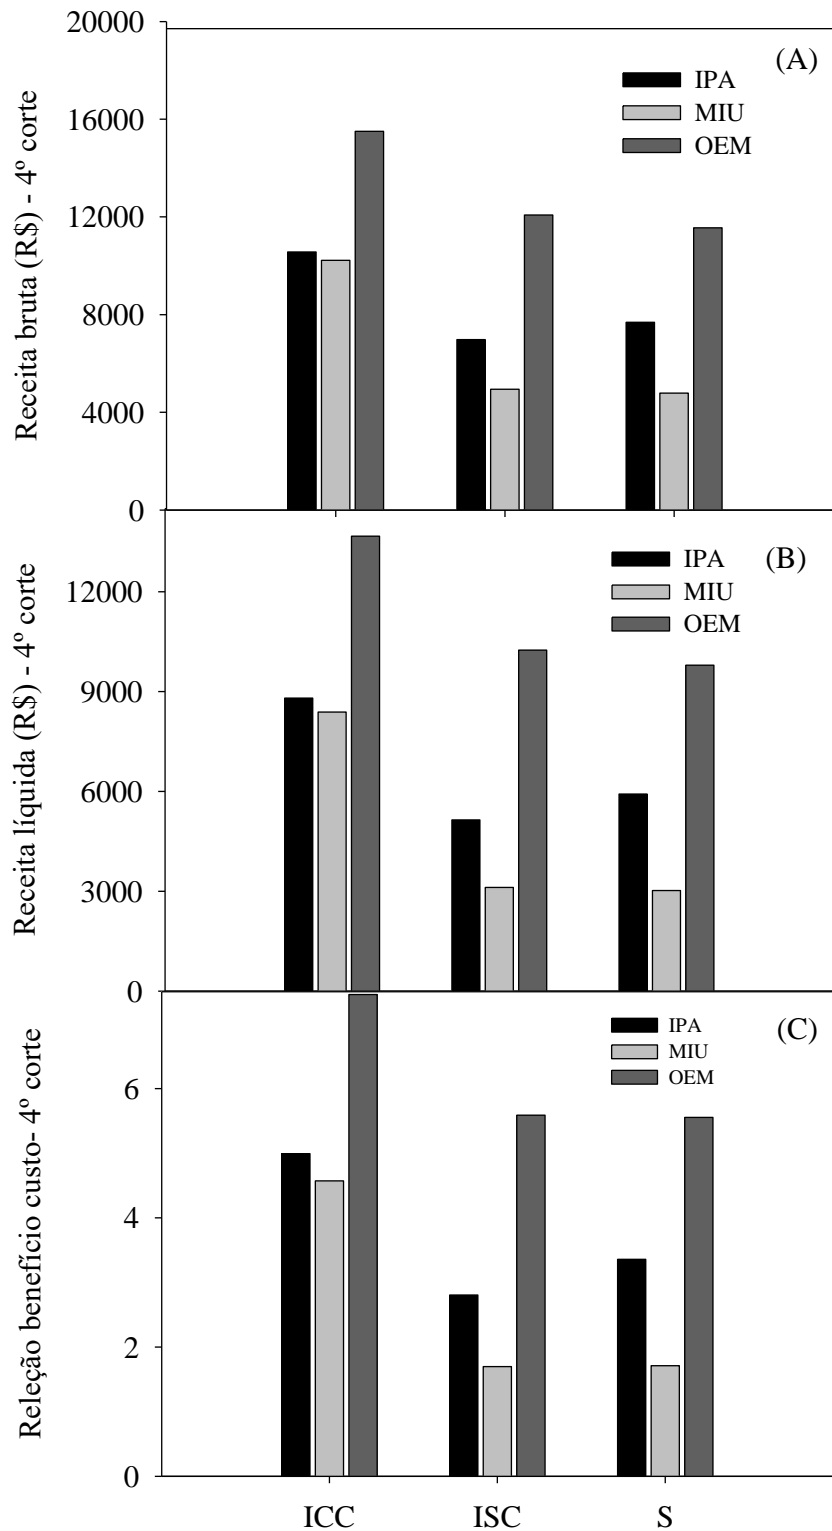 20000
16000
12000
8000
4000
0
Receita bruta (R$) - 4º corte
(A)
IPA
MIU
OEM
12000
9000
6000
3000
0
Receita líquida (R$) - 4º corte
(B)
IPA
MIU
OEM
6
4
2
0
Releção benefício custo- 4º corte
(C)
IPA
MIU
OEM
ICC ISC S